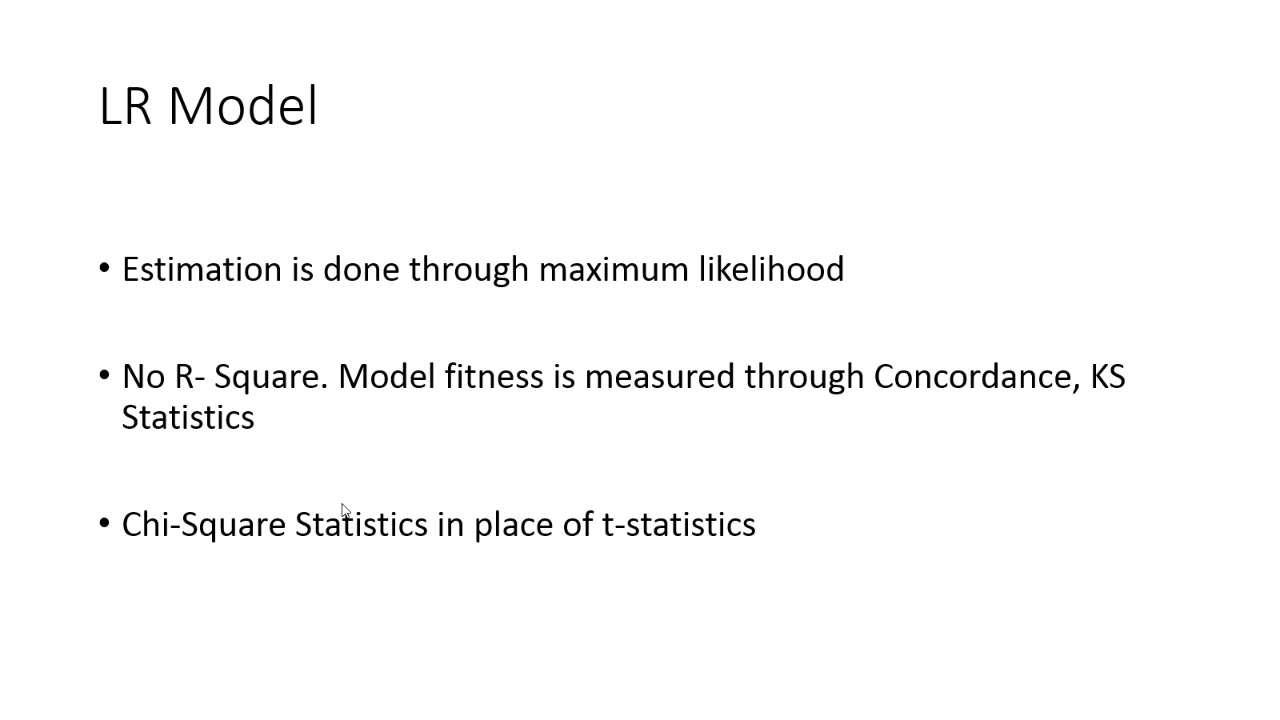 LR Model
• Estimation is done through maximum likelihood
• No R- Square. Model fitness is measured through Concordance, KS
Statistics
• Chi-Square Statistics in place of t-statistics